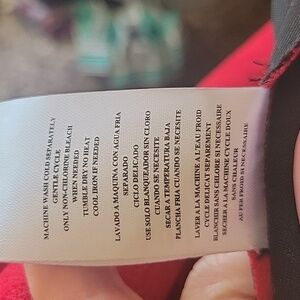 MACHINE WASH COLD SEPARATELY
GENTLE CYCLE
ONLY NON-CHLORINE BLEACH
WHEN NEEDED
TUMBLE DRY NO HEAT
COOL IRON IF NEEDED
LAVADO A MAQUINA CON AGUA FRIA
SEPARADO
CICLO DELICADO
USE SOLO BLANQUEADOR SIN CLORO
CUANDO SE NECESITE
SECAR A TEMPERATURA BAJA
PLANCHA FRIA CUANDO SE NECESITE
LAVER A LA MACHINE A L'EAU FROID
CYCLE DELICAT SEPAREMENT
BLANCHIR SANS CHLORE SI NECESSAIRE
SECHER A LA MACHINE CYCLE DOUX
SANS CHALEUR
AU FER FROID SI NECESSAIRE